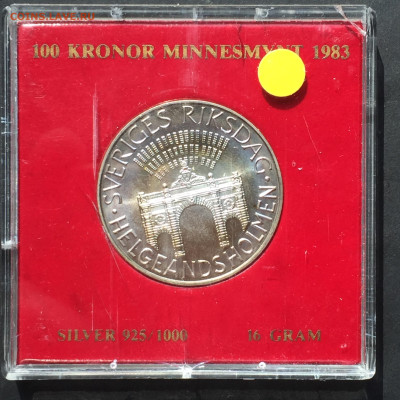 100 KRONOR MINNESMYNT 1983
· SVERIGES RIKSDAG ·
HELGEANDSHOLMEN
SILVER 925/1000 16 GRAM